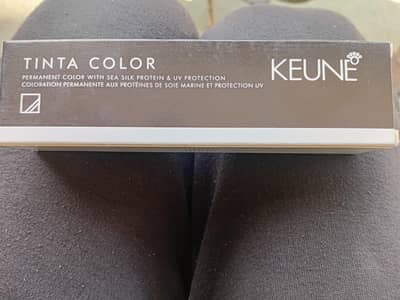 TINTA COLOR
PERMANENT COLOR WITH SEA SILK PROTEIN & UV PROTECTION
COLORATION PERMANENTE AUX PROTÉINES DE SOIE MARINE ET PROTECTION UV
KEUNE